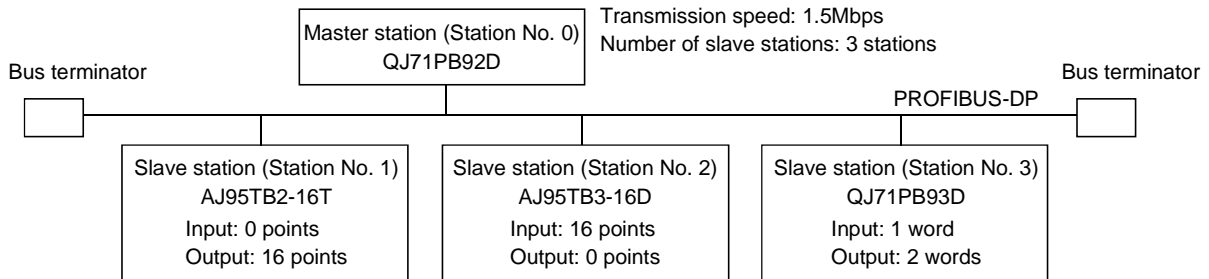 Master station (Station No. 0)
QJ71PB92D
Transmission speed: 1.5Mbps
Number of slave stations: 3 stations
Bus terminator
Bus terminator
PROFIBUS-DP
Slave station (Station No. 1)
AJ95TB2-16T
Input: 0 points
Output: 16 points
Slave station (Station No. 2)
AJ95TB3-16D
Input: 16 points
Output: 0 points
Slave station (Station No. 3)
QJ71PB93D
Input: 1 word
Output: 2 words